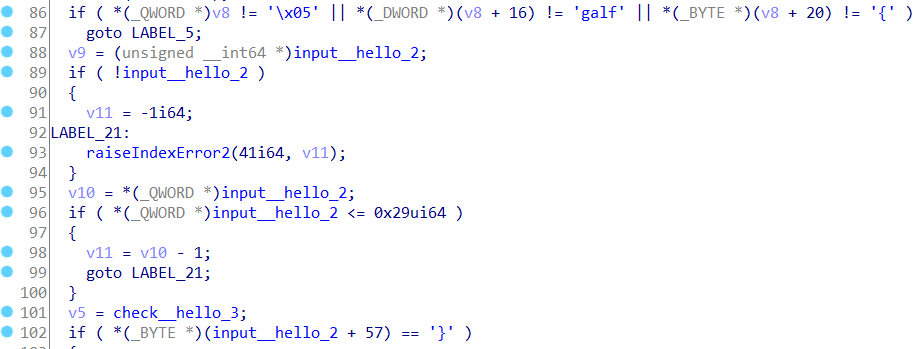 86 if ( *(_QWORD *)v8 != '\x05' || *(_DWORD *)(v8 + 16) != 'galf' || *(_BYTE *)(v8 + 20) != '{' )
87 goto LABEL_5;
88 v9 = (unsigned __int64 *)input__hello_2;
89 if ( !input__hello_2 )
90 {
91 v11 = -1i64;
92 LABEL_21:
93 raiseIndexError2(41i64, v11);
94 }
95 v10 = *(_QWORD *)input__hello_2;
96 if ( *(_QWORD *)input__hello_2 <= 0x29ui64 )
97 {
98 v11 = v10 - 1;
99 goto LABEL_21;
100 }
101 v5 = check__hello_3;
102 if ( *(_BYTE *)(input__hello_2 + 57) == '}' )